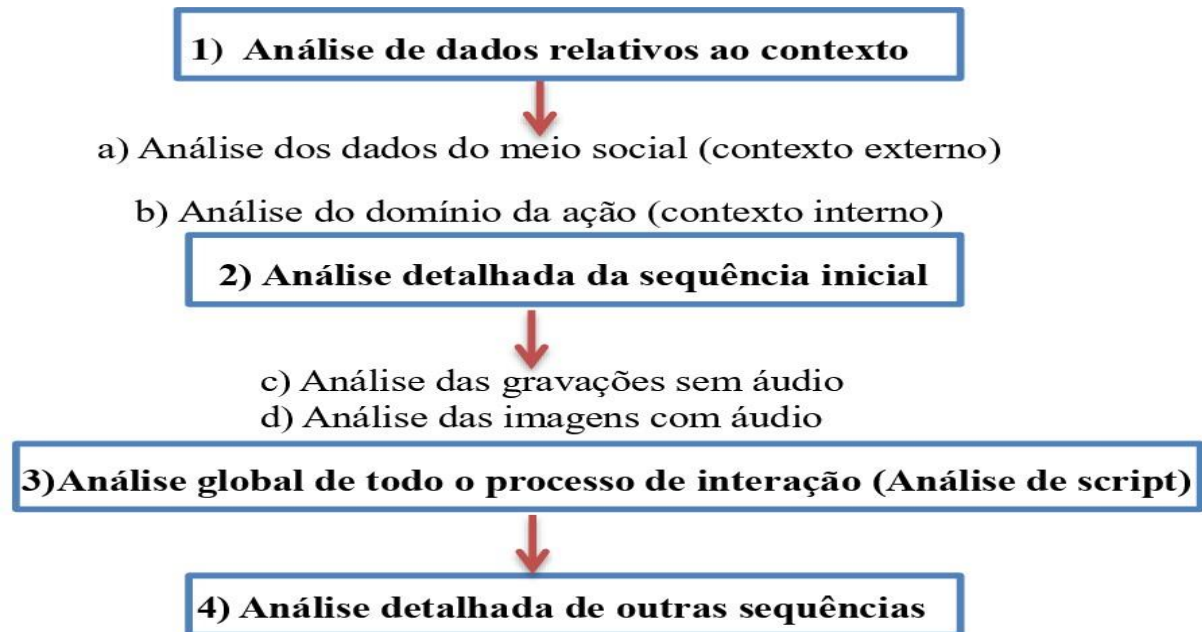 1) Análise de dados relativos ao contexto
a) Análise dos dados do meio social (contexto externo)
b) Análise do domínio da ação (contexto interno)
2) Análise detalhada da sequência inicial
c) Análise das gravações sem áudio
d) Análise das imagens com áudio
3)Análise global de todo o processo de interação (Análise de script)
4) Análise detalhada de outras sequências